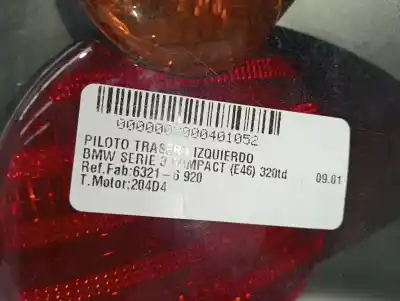 000000 000401052
PILOTO TRASERO IZQUIERDO
BMW SERIE 3 COMPACT (E46) 320td 09.01
Ref.Fab:6321-6 920
T.Motor:204D4